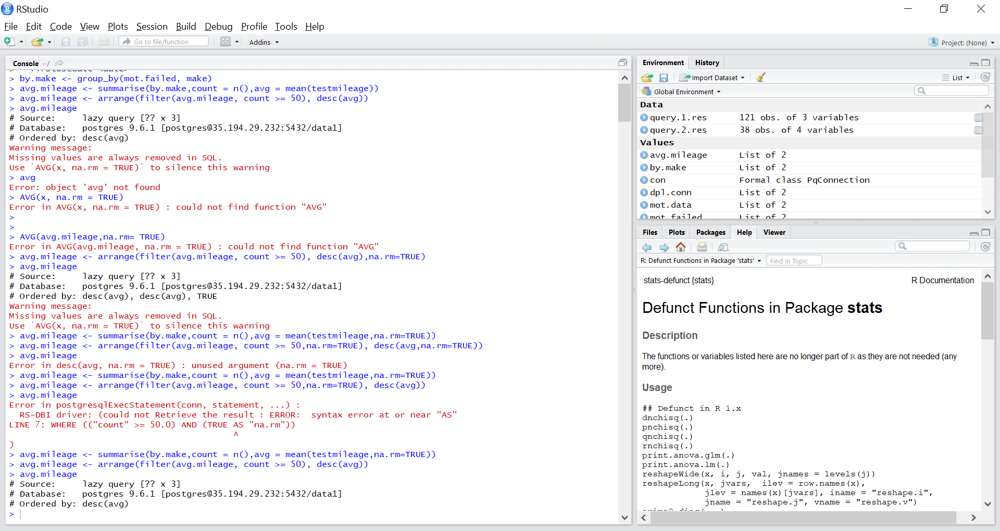 RStudio
File Edit Code View Plots Session Build Debug Profile Tools Help
Go to file/function
Addins
Project: (None)
Console ~/
> by.make <- group_by(mot.failed, make)
> avg.mileage <- summarise(by.make,count = n(),avg = mean(testmileage))
> avg.mileage <- arrange(filter(avg.mileage, count >= 50), desc(avg))
> avg.mileage
# Source:     lazy query [?? x 3]
# Database:   postgres 9.6.1 [postgres@35.194.29.232:5432/data1]
# Ordered by: desc(avg)
Warning message:
Missing values are always removed in SQL.
Use `AVG(x, na.rm = TRUE)` to silence this warning
> avg
Error: object 'avg' not found
> AVG(x, na.rm = TRUE)
Error in AVG(x, na.rm = TRUE) : could not find function "AVG"
>
>
> AVG(avg.mileage,na.rm= TRUE)
Error in AVG(avg.mileage, na.rm = TRUE) : could not find function "AVG"
> avg.mileage <- arrange(filter(avg.mileage, count >= 50), desc(avg),na.rm=TRUE)
> avg.mileage
# Source:     lazy query [?? x 3]
# Database:   postgres 9.6.1 [postgres@35.194.29.232:5432/data1]
# Ordered by: desc(avg), desc(avg), TRUE
Warning message:
Missing values are always removed in SQL.
Use `AVG(x, na.rm = TRUE)` to silence this warning
> avg.mileage <- summarise(by.make,count = n(),avg = mean(testmileage,na.rm=TRUE))
> avg.mileage <- arrange(filter(avg.mileage, count >= 50,na.rm=TRUE), desc(avg,na.rm=TRUE))
> avg.mileage
Error in desc(avg, na.rm = TRUE) : unused argument (na.rm = TRUE)
> avg.mileage <- summarise(by.make,count = n(),avg = mean(testmileage,na.rm=TRUE))
> avg.mileage <- arrange(filter(avg.mileage, count >= 50,na.rm=TRUE), desc(avg))
> avg.mileage
Error in postgresqlExecStatement(conn, statement, ...) :
  RS-DBI driver: (could not Retrieve the result : ERROR:  syntax error at or near "AS"
LINE 7: WHERE (("count" >= 50.0) AND (TRUE AS "na.rm"))
^
)
> avg.mileage <- summarise(by.make,count = n(),avg = mean(testmileage,na.rm=TRUE))
> avg.mileage <- arrange(filter(avg.mileage, count >= 50), desc(avg))
> avg.mileage
# Source:     lazy query [?? x 3]
# Database:   postgres 9.6.1 [postgres@35.194.29.232:5432/data1]
# Ordered by: desc(avg)
>
Environment History
Import Dataset List
Global Environment
Data
query.1.res 121 obs. of 3 variables
query.2.res 38 obs. of 4 variables
Values
avg.mileage List of 2
by.make List of 2
con Formal class PqConnection
dpl.conn List of 2
mot.data List of 2
mot.failed List of 2
Files Plots Packages Help Viewer
R: Defunct Functions in Package 'stats' Find in Topic
stats-defunct {stats} R Documentation
Defunct Functions in Package stats
Description
The functions or variables listed here are no longer part of R as they are not needed (any
more).
Usage
## Defunct in R 1.x
dnchisq(.)
pnchisq(.)
qnchisq(.)
rnchisq(.)
print.anova.glm(.)
print.anova.lm(.)
reshapeWide(x, i, j, val, jnames = levels(j))
reshapeLong(x, jvars,  ilev = row.names(x),
            jlev = names(x)[jvars], iname = "reshape.i",
            jname = "reshape.j", vname = "reshape.v")